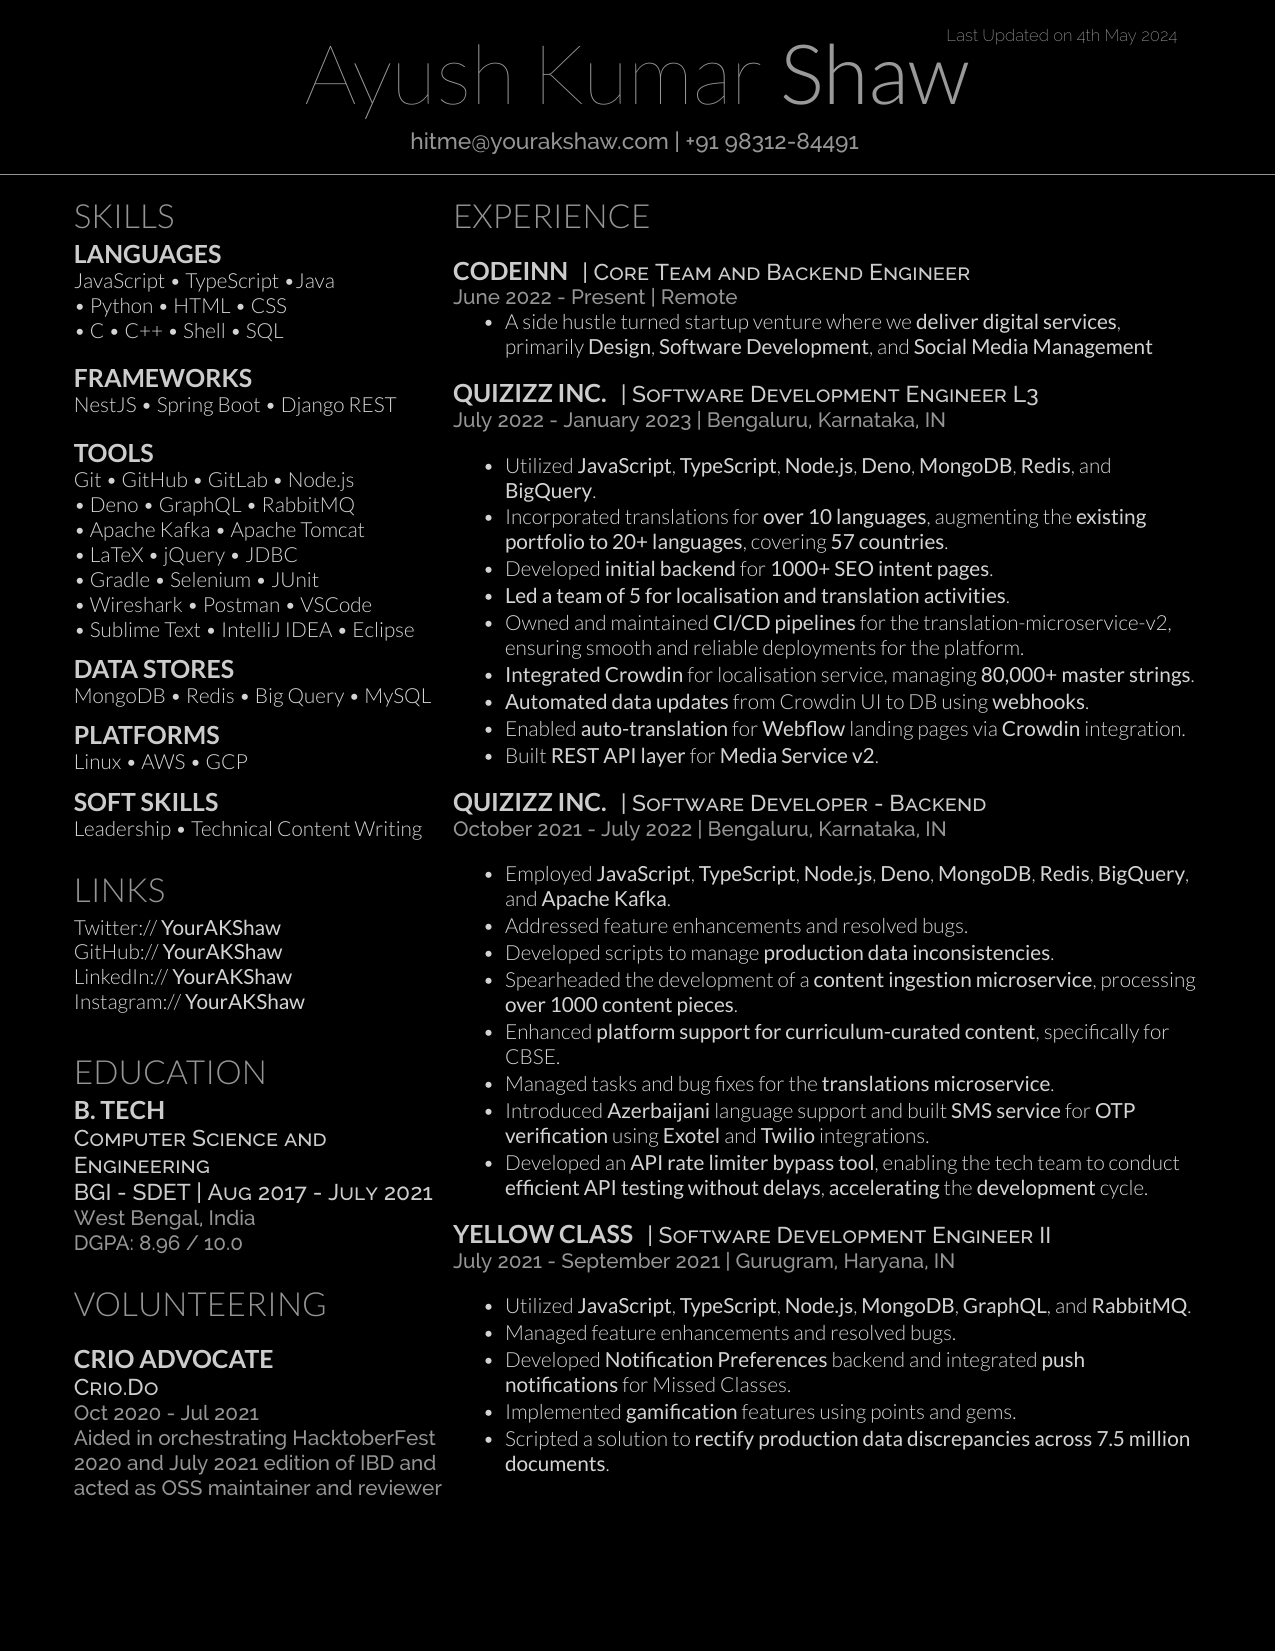 Last Updated on 4th May 2024
Ayush Kumar Shaw
hitme@yourakshaw.com | +91 98312-84491
SKILLS
LANGUAGES
JavaScript • TypeScript •Java
• Python • HTML • CSS
• C • C++ • Shell • SQL
FRAMEWORKS
NestJS • Spring Boot • Django REST
TOOLS
Git • GitHub • GitLab • Node.js
• Deno • GraphQL • RabbitMQ
• Apache Kafka • Apache Tomcat
• LaTeX • jQuery • JDBC
• Gradle • Selenium • JUnit
• Wireshark • Postman • VSCode
• Sublime Text • IntelliJ IDEA • Eclipse
DATA STORES
MongoDB • Redis • Big Query • MySQL
PLATFORMS
Linux • AWS • GCP
SOFT SKILLS
Leadership • Technical Content Writing
LINKS
Twitter:// YourAKShaw
GitHub:// YourAKShaw
LinkedIn:// YourAKShaw
Instagram:// YourAKShaw
EDUCATION
B. TECH
Computer Science and
Engineering
BGI - SDET | Aug 2017 - July 2021
West Bengal, India
DGPA: 8.96 / 10.0
VOLUNTEERING
CRIO ADVOCATE
Crio.Do
Oct 2020 - Jul 2021
Aided in orchestrating HacktoberFest
2020 and July 2021 edition of IBD and
acted as OSS maintainer and reviewer
EXPERIENCE
CODEINN | Core Team and Backend Engineer
June 2022 - Present | Remote
• A side hustle turned startup venture where we deliver digital services,
primarily Design, Software Development, and Social Media Management
QUIZIZZ INC. | Software Development Engineer L3
July 2022 - January 2023 | Bengaluru, Karnataka, IN
• Utilized JavaScript, TypeScript, Node.js, Deno, MongoDB, Redis, and
BigQuery.
• Incorporated translations for over 10 languages, augmenting the existing
portfolio to 20+ languages, covering 57 countries.
• Developed initial backend for 1000+ SEO intent pages.
• Led a team of 5 for localisation and translation activities.
• Owned and maintained CI/CD pipelines for the translation-microservice-v2,
ensuring smooth and reliable deployments for the platform.
• Integrated Crowdin for localisation service, managing 80,000+ master strings.
• Automated data updates from Crowdin UI to DB using webhooks.
• Enabled auto-translation for Webflow landing pages via Crowdin integration.
• Built REST API layer for Media Service v2.
QUIZIZZ INC. | Software Developer - Backend
October 2021 - July 2022 | Bengaluru, Karnataka, IN
• Employed JavaScript, TypeScript, Node.js, Deno, MongoDB, Redis, BigQuery,
and Apache Kafka.
• Addressed feature enhancements and resolved bugs.
• Developed scripts to manage production data inconsistencies.
• Spearheaded the development of a content ingestion microservice, processing
over 1000 content pieces.
• Enhanced platform support for curriculum-curated content, specifically for
CBSE.
• Managed tasks and bug fixes for the translations microservice.
• Introduced Azerbaijani language support and built SMS service for OTP
verification using Exotel and Twilio integrations.
• Developed an API rate limiter bypass tool, enabling the tech team to conduct
efficient API testing without delays, accelerating the development cycle.
YELLOW CLASS | Software Development Engineer II
July 2021 - September 2021 | Gurugram, Haryana, IN
• Utilized JavaScript, TypeScript, Node.js, MongoDB, GraphQL, and RabbitMQ.
• Managed feature enhancements and resolved bugs.
• Developed Notification Preferences backend and integrated push
notifications for Missed Classes.
• Implemented gamification features using points and gems.
• Scripted a solution to rectify production data discrepancies across 7.5 million
documents.